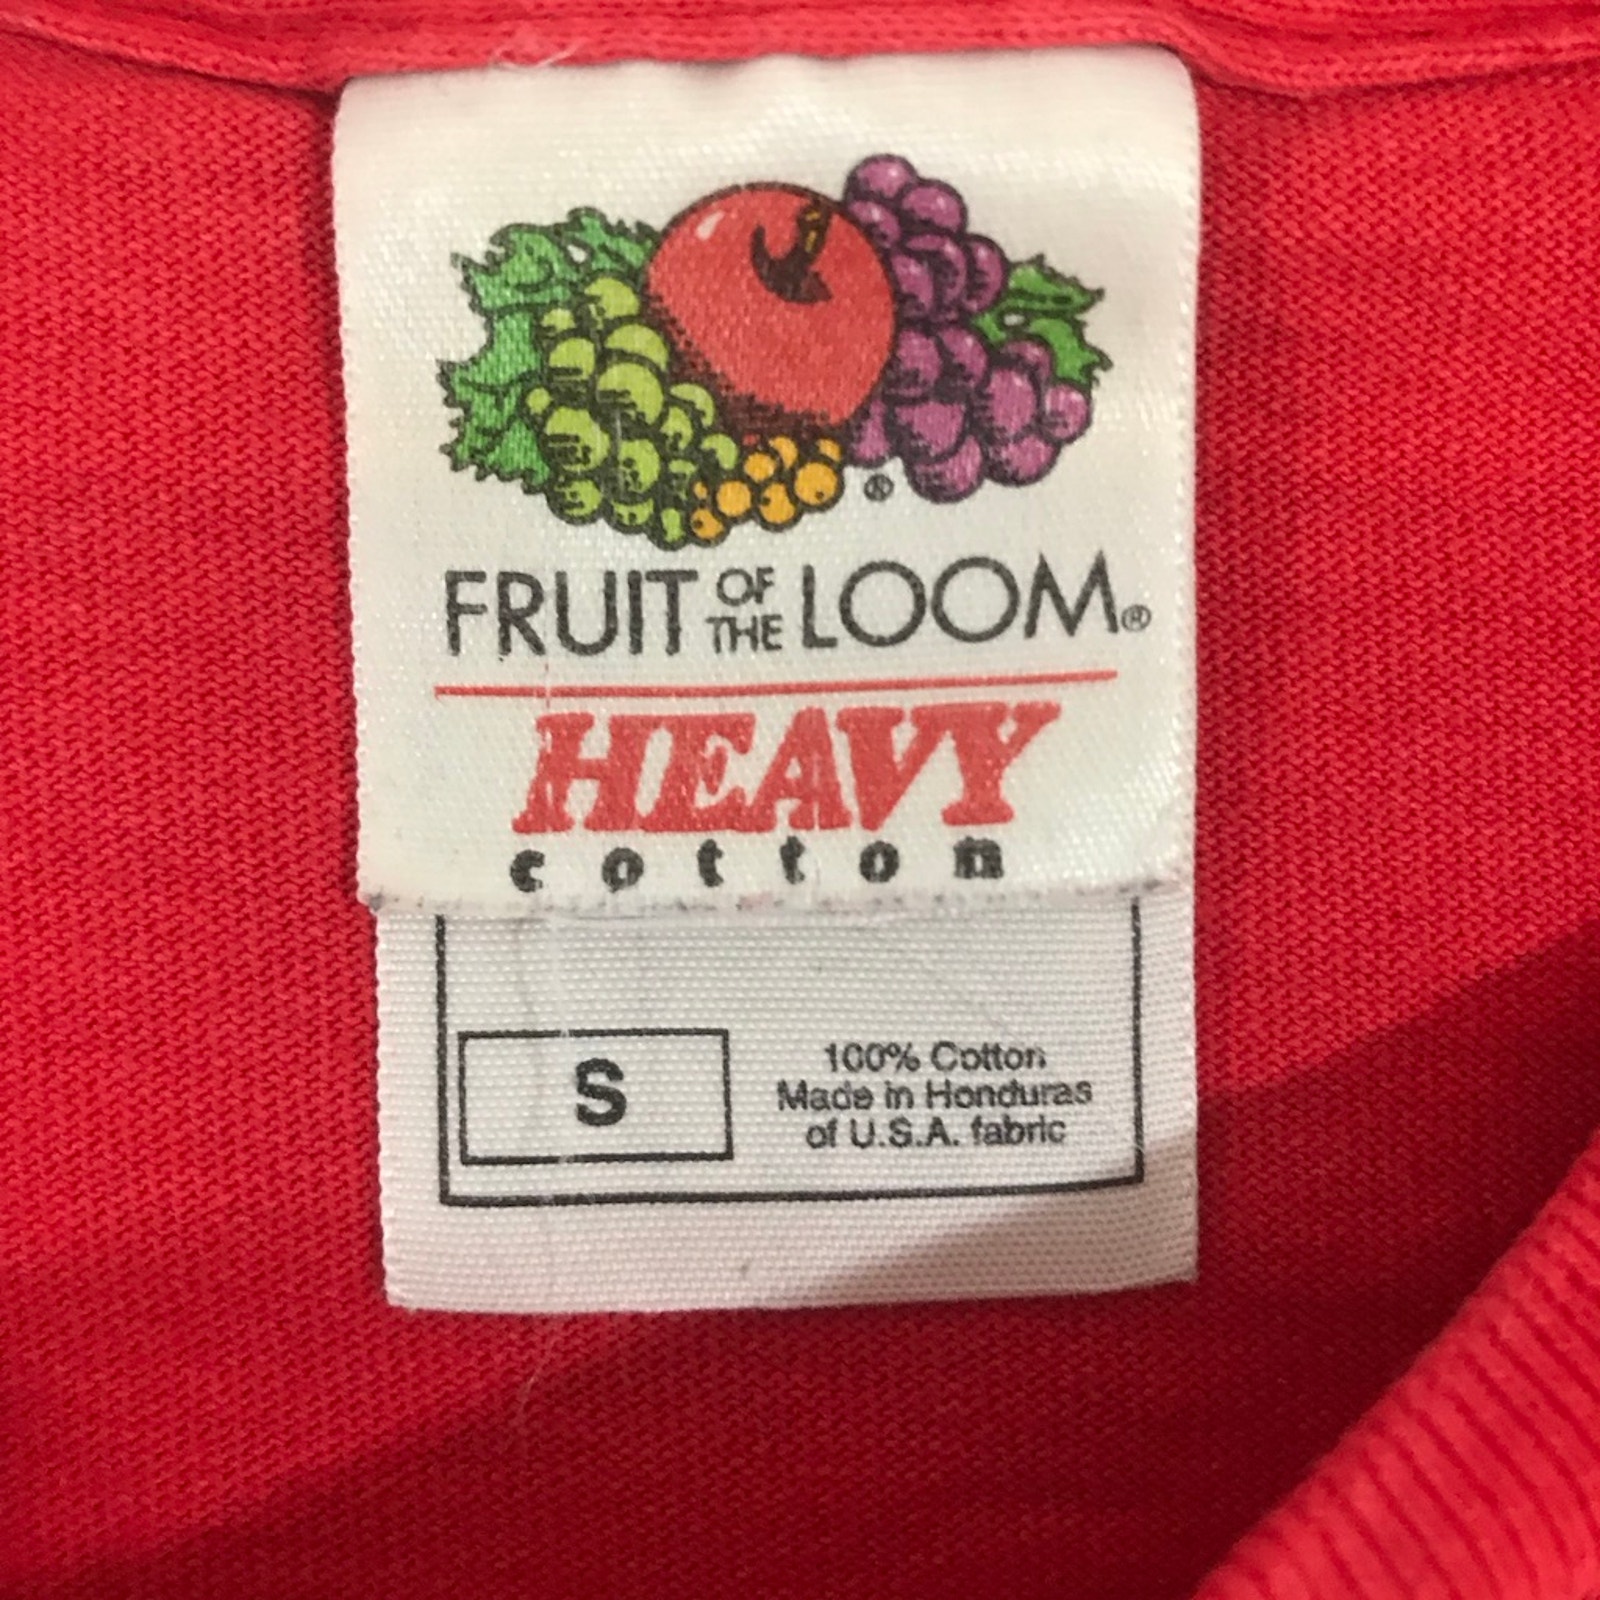 ®
FRUIT OF THE LOOM®
HEAVY
cotton
S
100% Cotton
Made in Honduras
of U.S.A. fabric